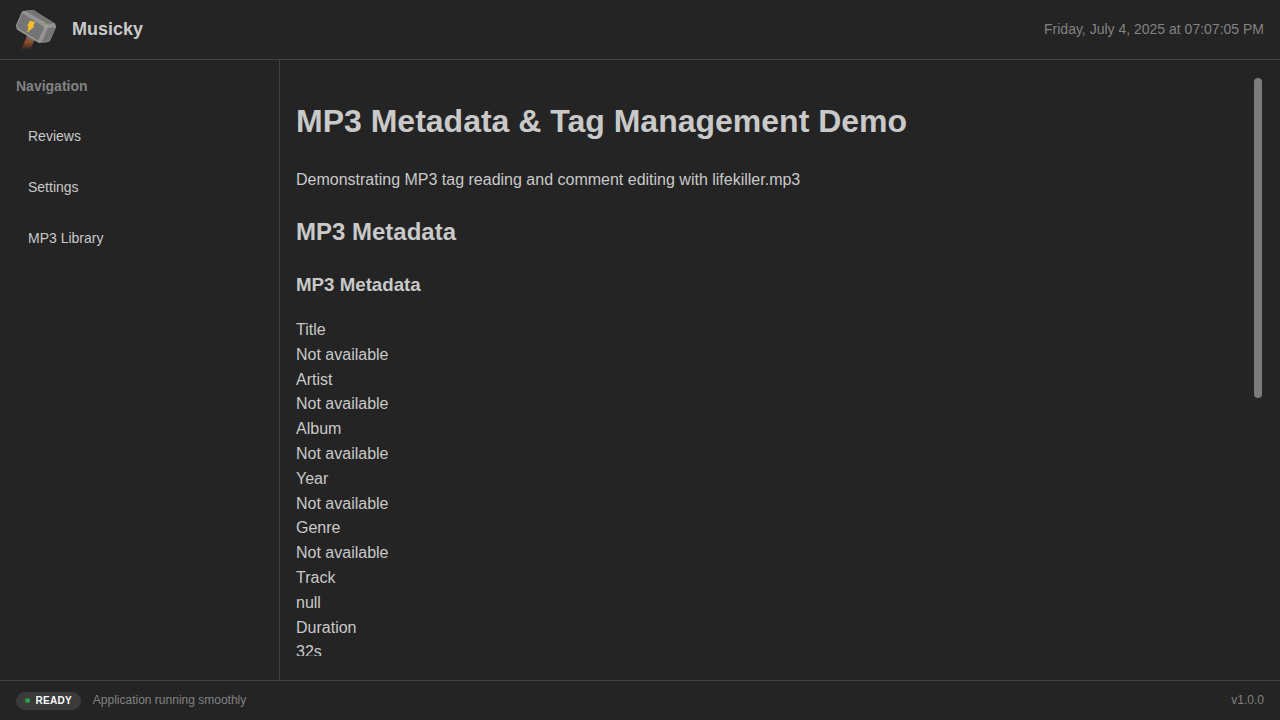 Musicky
Friday, July 4, 2025 at 07:07:05 PM
Navigation
Reviews
Settings
MP3 Library
MP3 Metadata & Tag Management Demo
Demonstrating MP3 tag reading and comment editing with lifekiller.mp3
MP3 Metadata
MP3 Metadata
Title
Not available
Artist
Not available
Album
Not available
Year
Not available
Genre
Not available
Track
null
Duration
32s
READY
Application running smoothly
v1.0.0